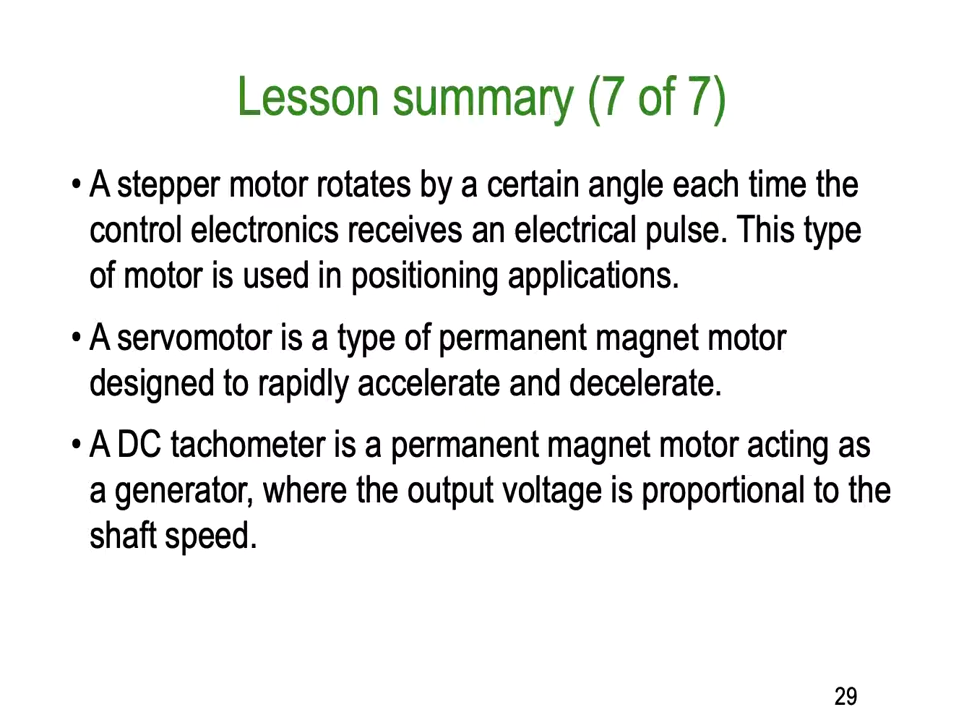 Lesson summary (7 of 7)
• A stepper motor rotates by a certain angle each time the
control electronics receives an electrical pulse. This type
of motor is used in positioning applications.
• A servomotor is a type of permanent magnet motor
designed to rapidly accelerate and decelerate.
• A DC tachometer is a permanent magnet motor acting as
a generator, where the output voltage is proportional to the
shaft speed.
29